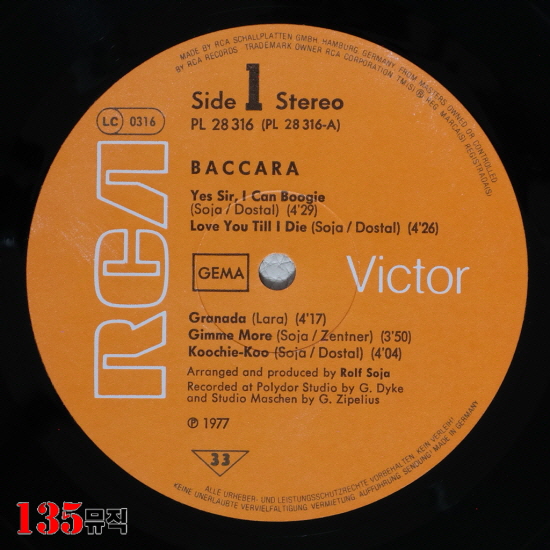 MADE BY RCA SCHALLPLATTEN GMBH, HAMBURG, GERMANY, FROM MASTERS OWNED OR CONTROLLED
BY RCA RECORDS TRADEMARK OWNER RCA CORPORATION TM(S)® REG. MARCA(S) REGISTRADA(S)
Side 1 Stereo
PL 28 316 (PL 28 316-A)
LC 0316
BACCARA
Yes Sir, I Can Boogie
(Soja / Dostal) (4'29)
Love You Till I Die (Soja / Dostal) (4'26)
RCA
GEMA
Victor
Granada (Lara) (4'17)
Gimme More (Soja / Zentner) (3'50)
Koochie-Koo (Soja / Dostal) (4'04)
Arranged and produced by Rolf Soja
Recorded at Polydor Studio by G. Dyke
and Studio Maschen by G. Zipelius
℗ 1977
33
ALLE URHEBER- UND LEISTUNGSSCHUTZRECHTE VORBEHALTEN. KEIN VERLEIH!
KEINE UNERLAUBTE VERVIELFÄLTIGUNG, VERMIETUNG, AUFFÜHRUNG, SENDUNG! MADE IN GERMANY
135뮤직